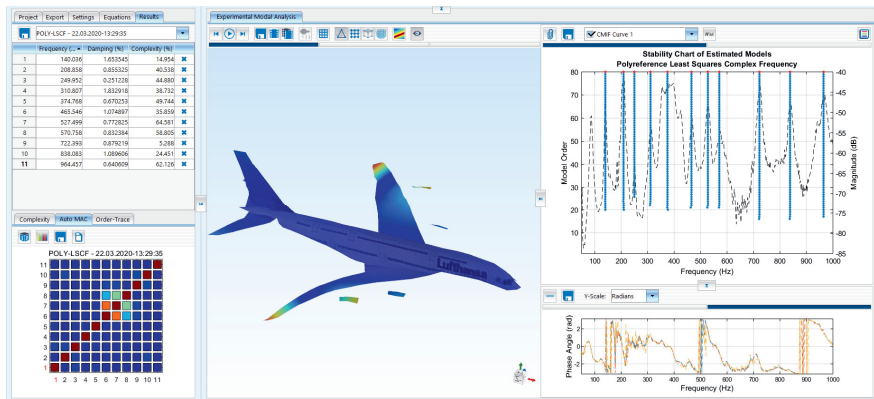 Project Export Settings Equations Results
POLY-LSCF - 22.03.2020-13:29:35
Frequency (... Damping (%) Complexity (%)
1 140.036 1.653545 14.954
2 208.858 0.855325 40.538
3 249.952 0.251228 44.880
4 310.807 1.832918 38.732
5 374.768 0.670253 49.744
6 465.546 1.074897 35.859
7 527.499 0.772825 64.581
8 570.758 0.832384 58.805
9 722.393 0.879219 5.288
10 838.083 1.089606 24.451
11 964.457 0.640609 62.126
Complexity Auto MAC Order-Trace
POLY-LSCF - 22.03.2020-13:29:35
11
10
9
8
7
6
5
4
3
2
1
1 2 3 4 5 6 7 8 9 10 11
Experimental Modal Analysis
Lufthansa
CMIF Curve 1
Stability Chart of Estimated Models
Polyreference Least Squares Complex Frequency
80 -40
70 -45
60 -50
50 -55
-60
40 -65
30 -70
20 -75
10 -80
-85
Model Order
Magnitude (dB)
100 200 300 400 500 600 700 800 900 1000
Frequency (Hz)
Y-Scale: Radians
Phase Angle (rad)
2
0
-2
100 200 300 400 500 600 700 800 900 1000
Frequency (Hz)